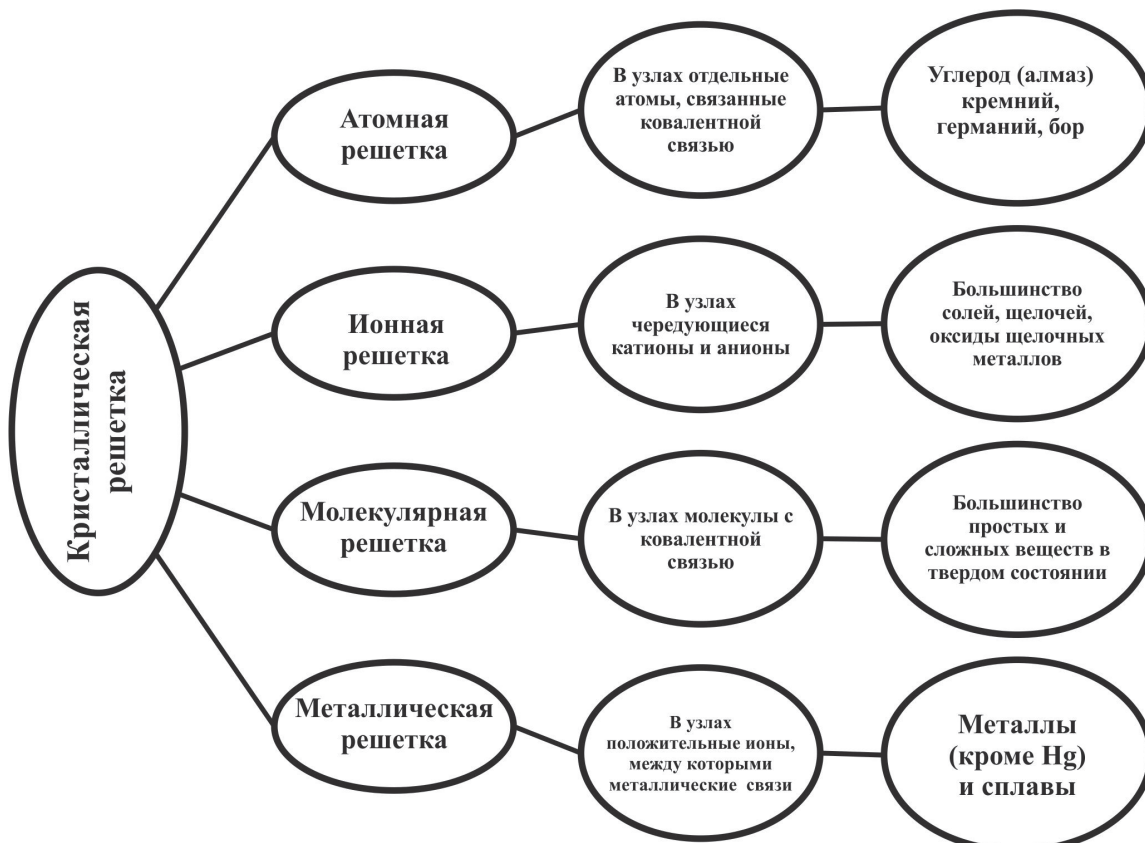 Кристаллическая
решетка
Атомная
решетка
В узлах отдельные
атомы, связанные
ковалентной
связью
Углерод (алмаз)
кремний,
германий, бор
Ионная
решетка
В узлах
чередующиеся
катионы и анионы
Большинство
солей, щелочей,
оксиды щелочных
металлов
Молекулярная
решетка
В узлах молекулы с
ковалентной
связью
Большинство
простых и
сложных веществ в
твердом состоянии
Металлическая
решетка
В узлах
положительные ионы,
между которыми
металлические связи
Металлы
(кроме Hg)
и сплавы